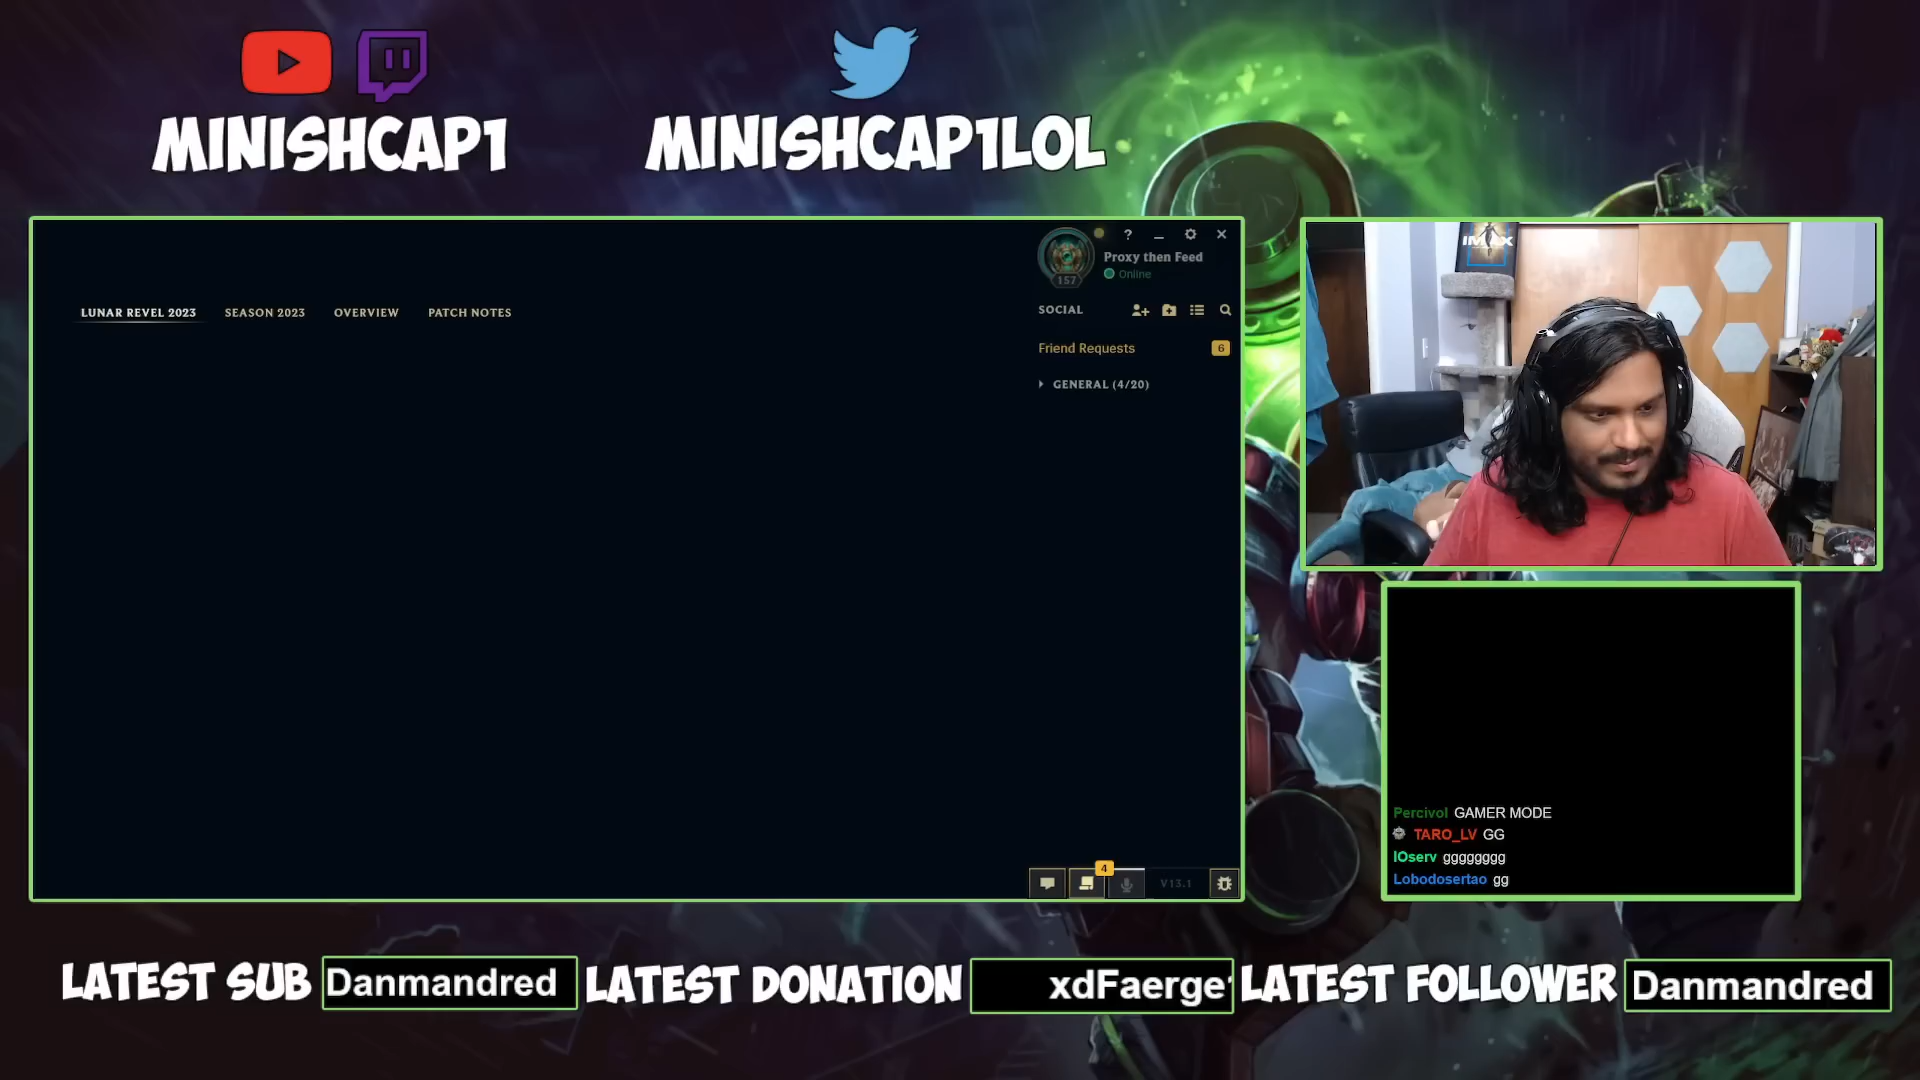 MINISHCAP1
MINISHCAP1LOL
?
Proxy then Feed
Online
157
LUNAR REVEL 2023 SEASON 2023 OVERVIEW PATCH NOTES
SOCIAL
Friend Requests 6
GENERAL (4/20)
IMAX
Percivol GAMER MODE
TARO_LV GG
IOserv gggggggg
Lobodosertao gg
4
V13.1
LATEST SUB Danmandred LATEST DONATION xdFaerge LATEST FOLLOWER Danmandred